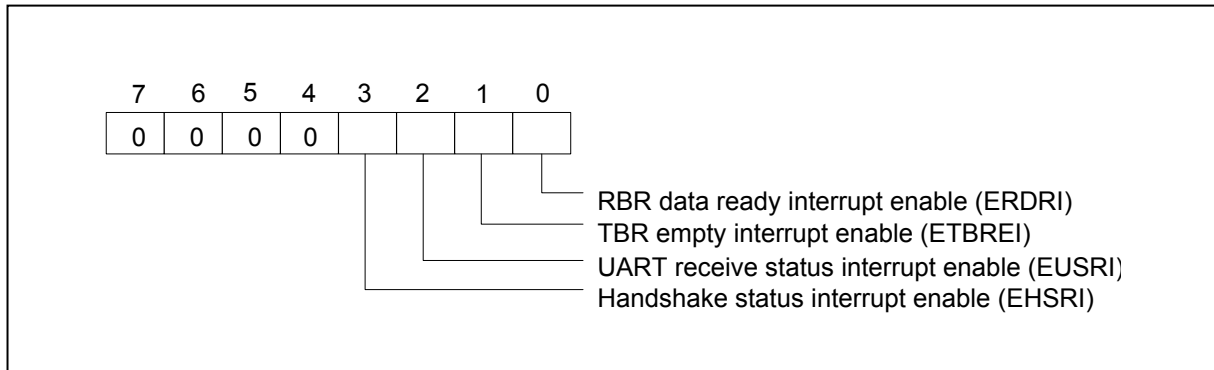 7 6 5 4 3 2 1 0
0 0 0 0
RBR data ready interrupt enable (ERDRI)
TBR empty interrupt enable (ETBREI)
UART receive status interrupt enable (EUSRI)
Handshake status interrupt enable (EHSRI)